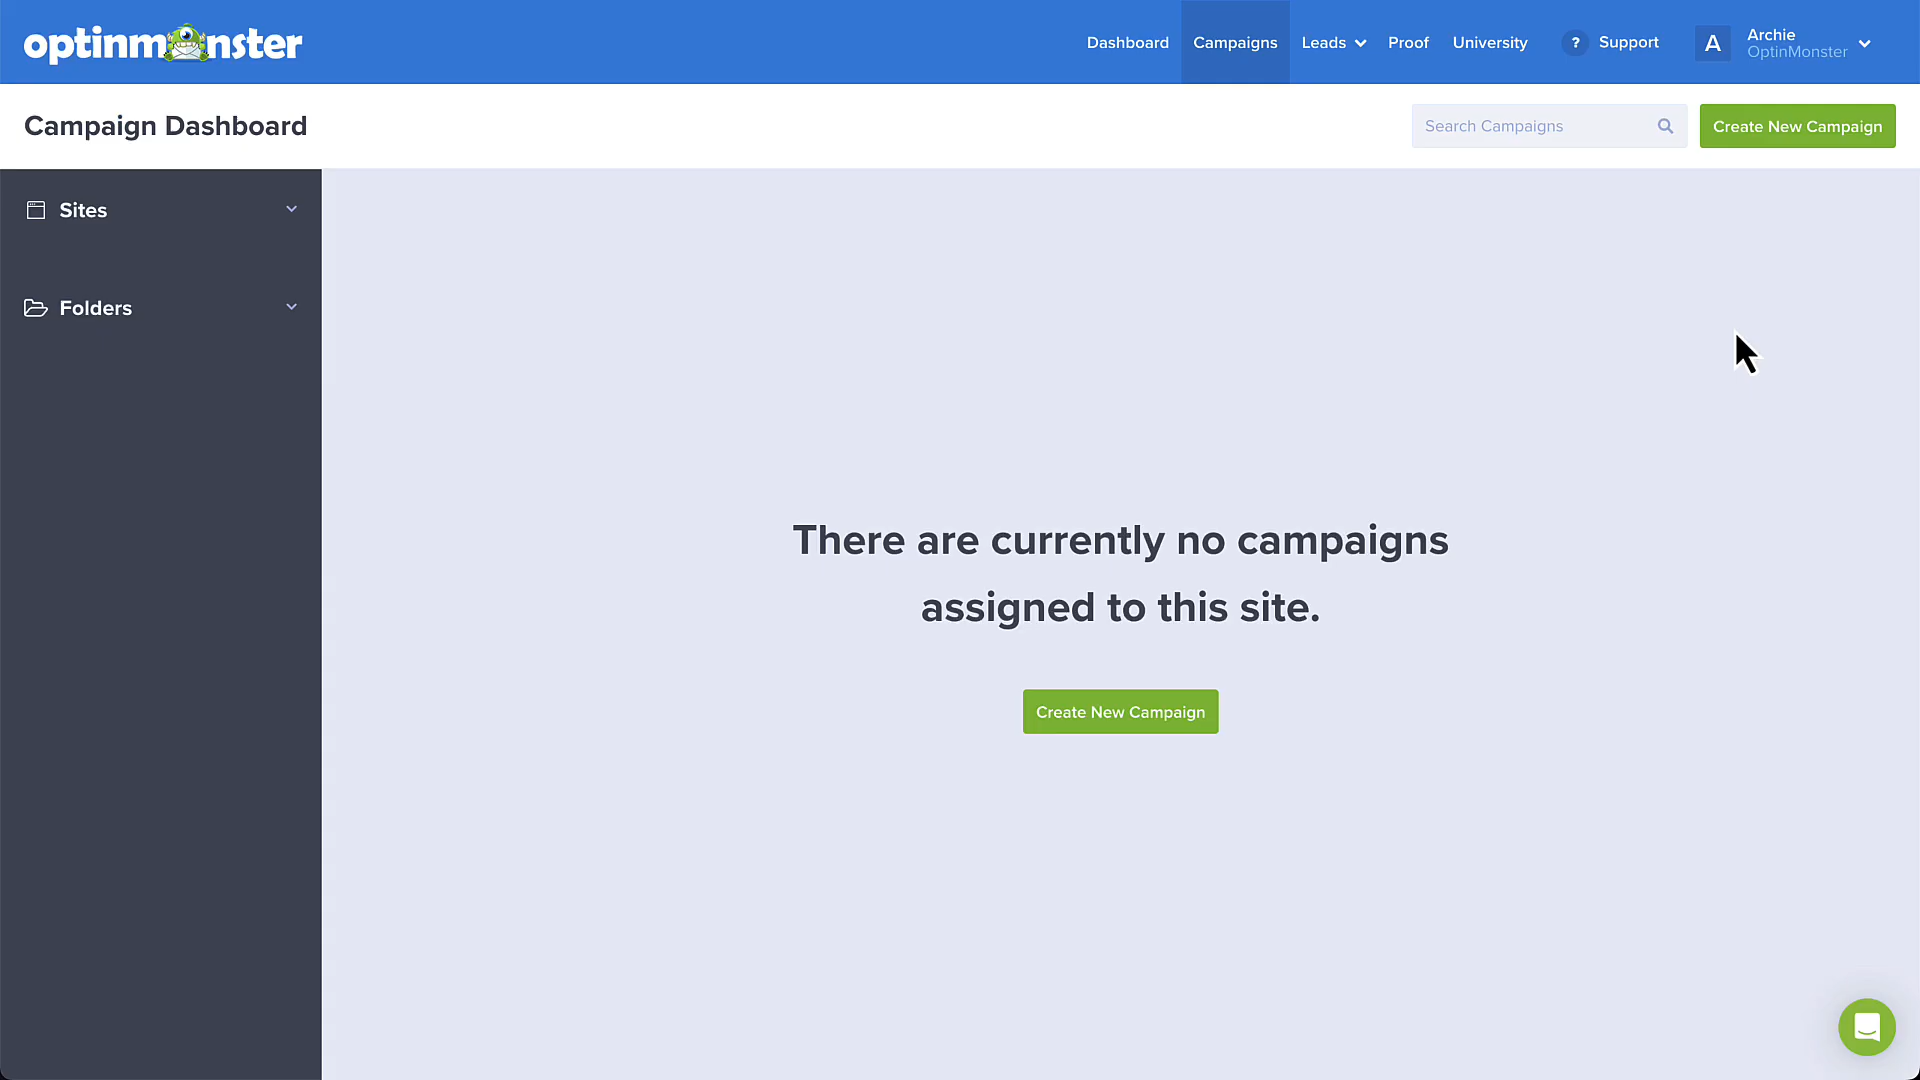 optinmonster
Dashboard
Campaigns
Leads
Proof
University
?
Support
A
Archie
OptinMonster
Campaign Dashboard
Search Campaigns
Create New Campaign
Sites
Folders
There are currently no campaigns
assigned to this site.
Create New Campaign